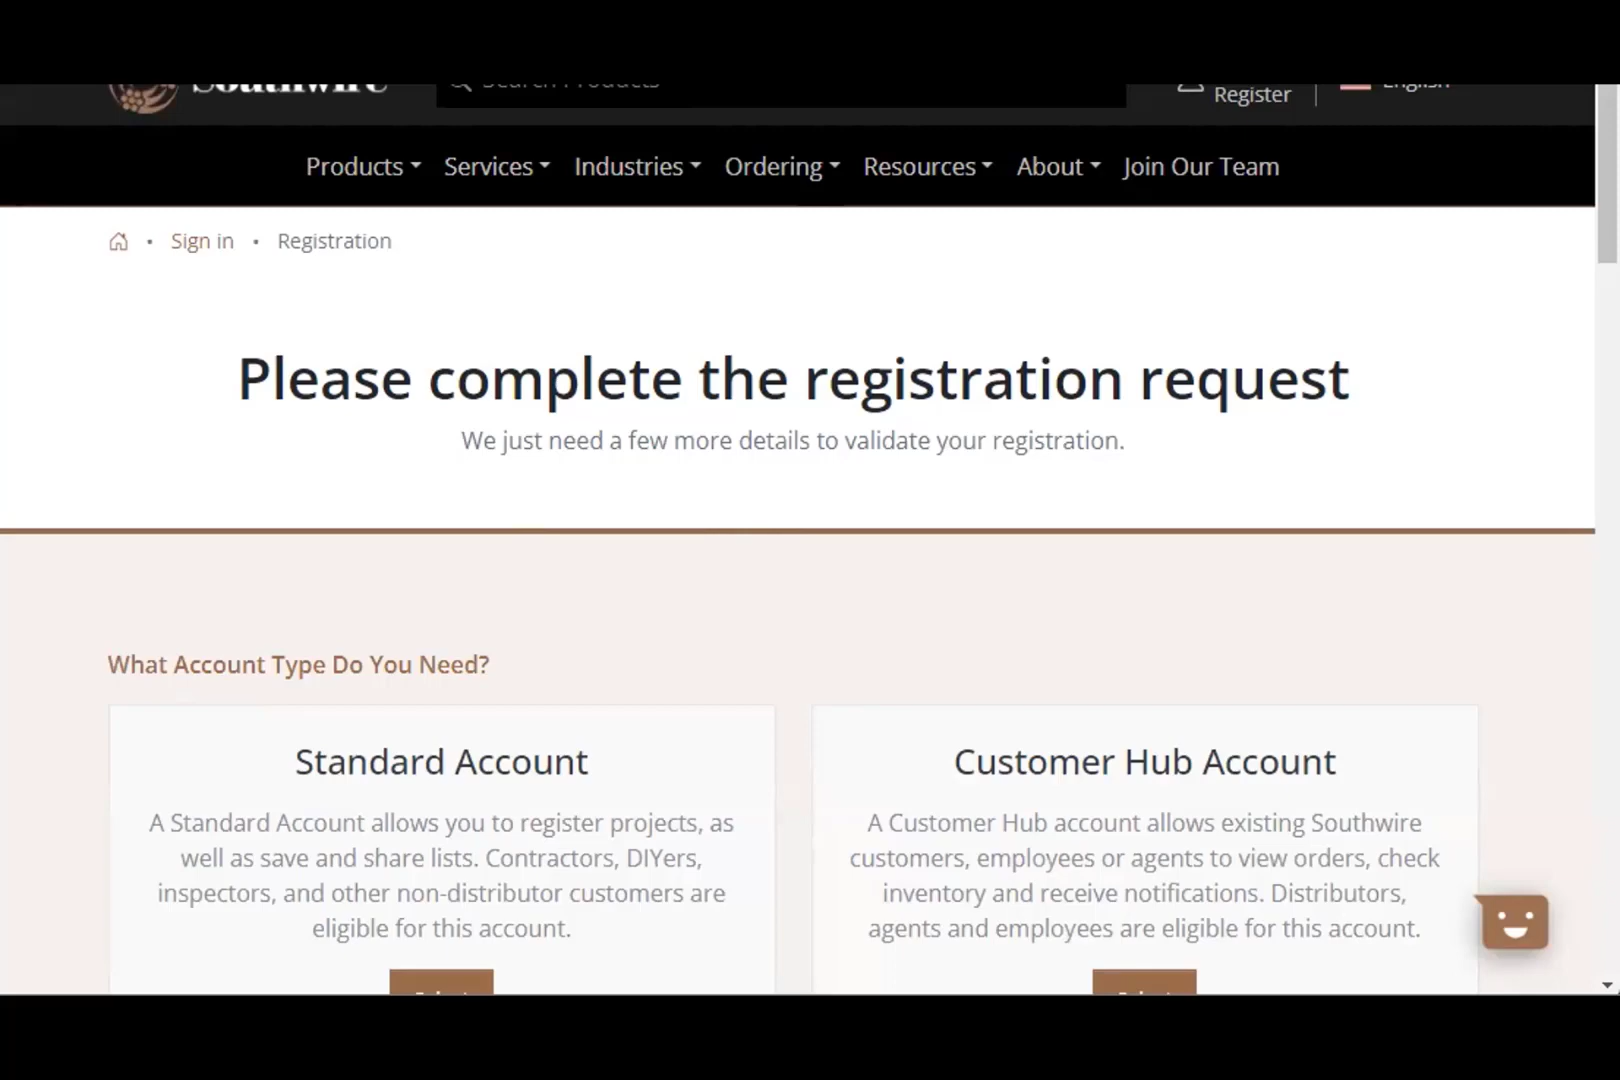 Southwire
Search Products
Register
English
Products
Services
Industries
Ordering
Resources
About
Join Our Team
Sign in
Registration
Please complete the registration request
We just need a few more details to validate your registration.
What Account Type Do You Need?
Standard Account
A Standard Account allows you to register projects, as
well as save and share lists. Contractors, DIYers,
inspectors, and other non-distributor customers are
eligible for this account.
Customer Hub Account
A Customer Hub account allows existing Southwire
customers, employees or agents to view orders, check
inventory and receive notifications. Distributors,
agents and employees are eligible for this account.